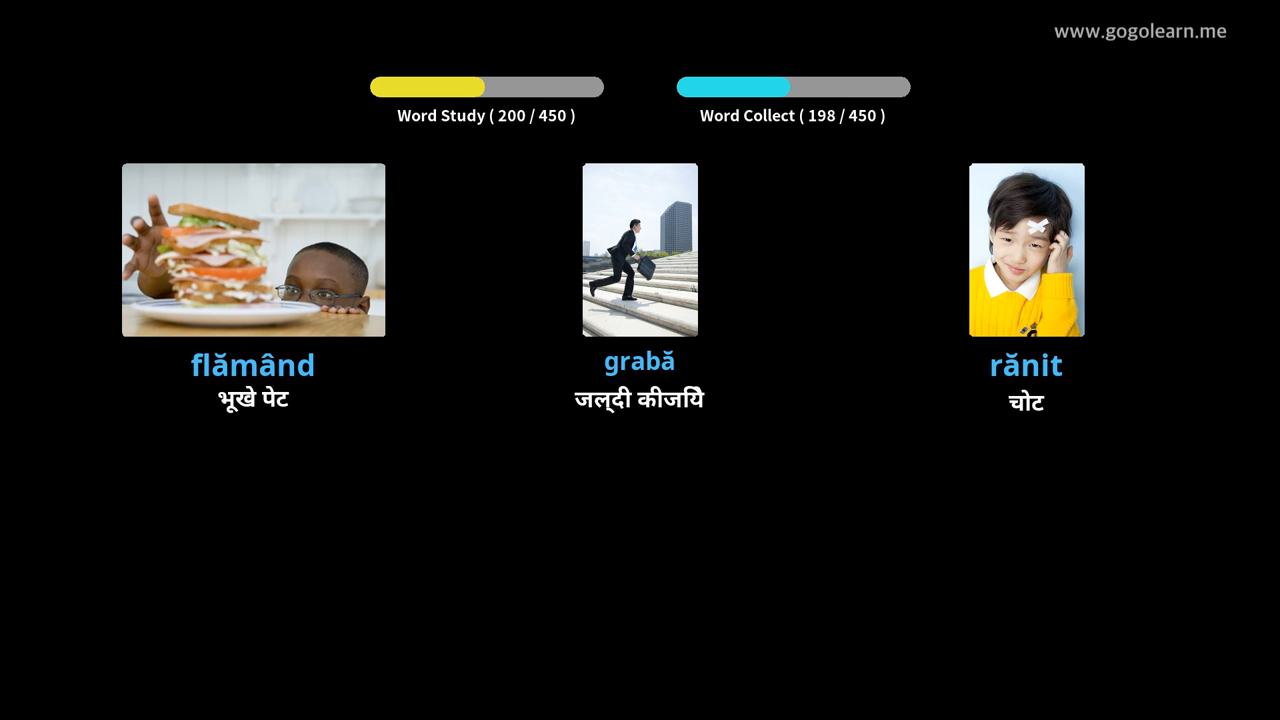 www.gogolearn.me
Word Study ( 200 / 450 )
Word Collect ( 198 / 450 )
flămând
grabă
rănit
भूखे पेट
जल्दी कीजिये
चोट